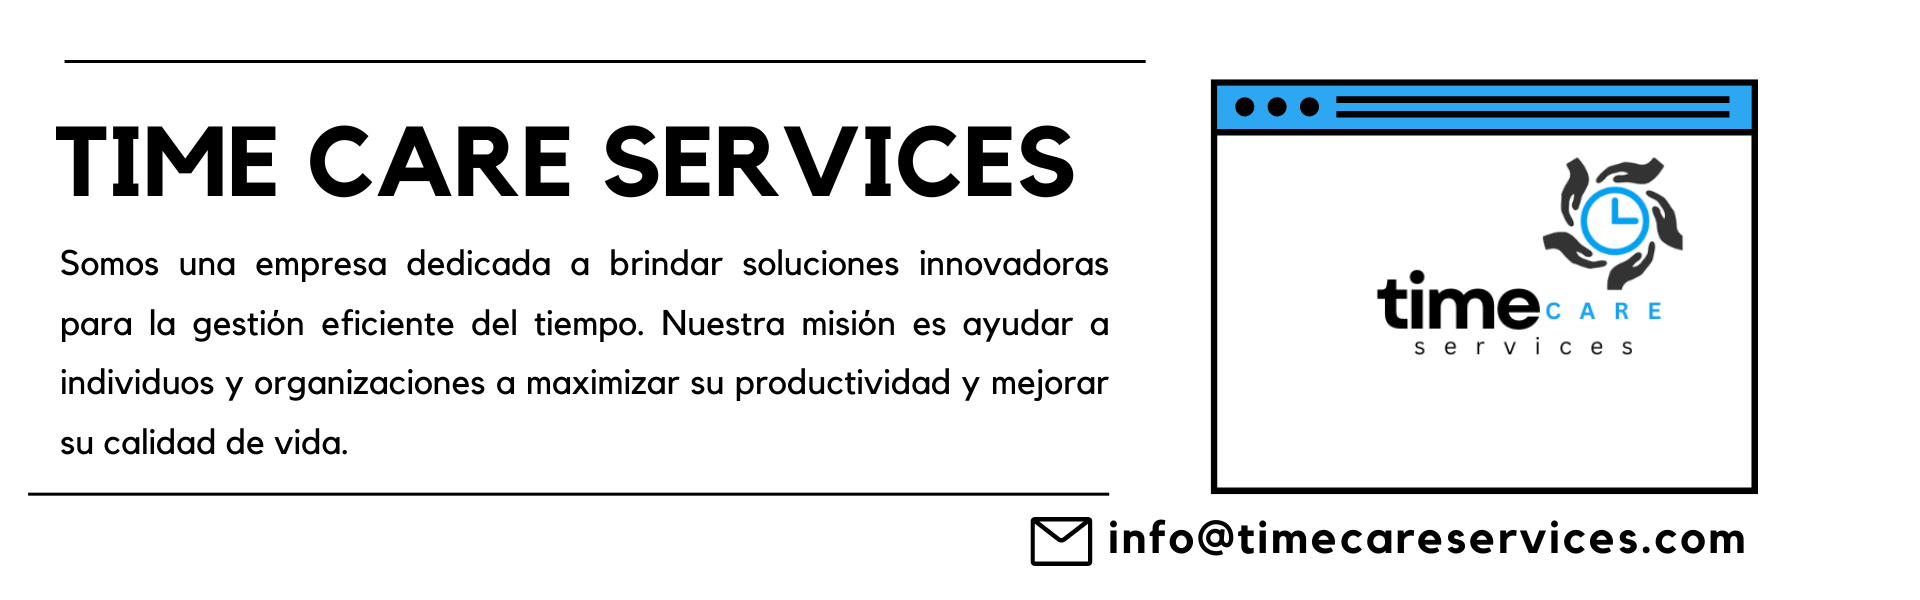 TIME CARE SERVICES
Somos una empresa dedicada a brindar soluciones innovadoras
para la gestión eficiente del tiempo. Nuestra misión es ayudar a
individuos y organizaciones a maximizar su productividad y mejorar
su calidad de vida.
time CARE
services
info@timecareservices.com